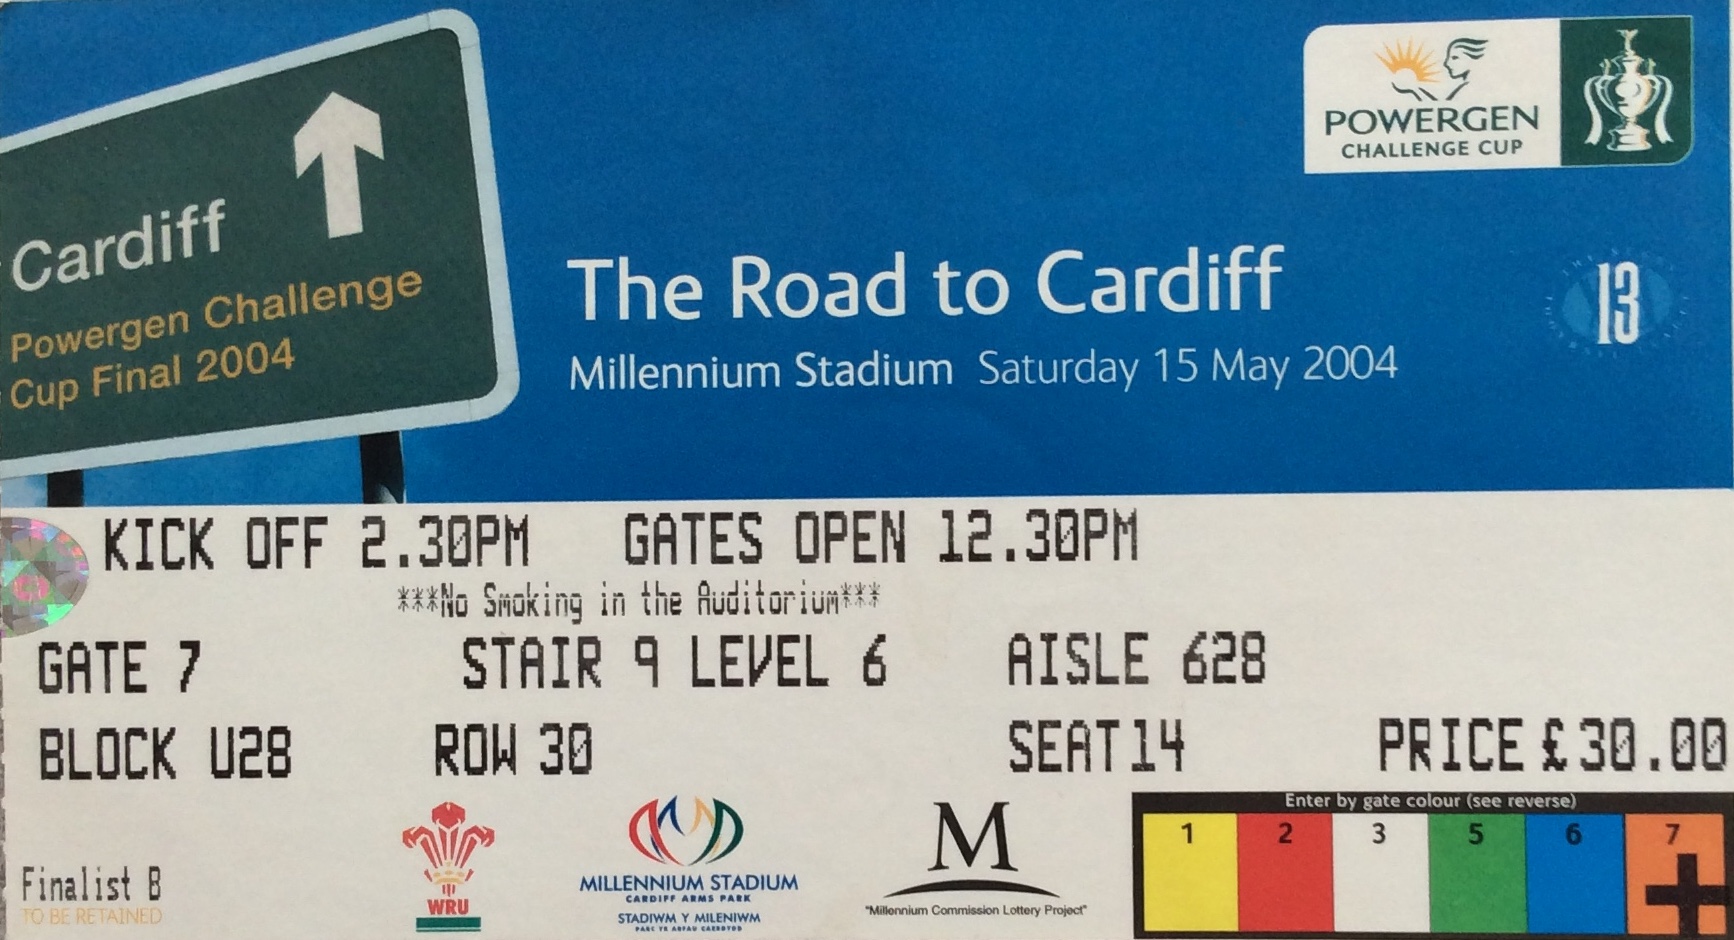 Cardiff
Powergen Challenge
Cup Final 2004
POWERGEN
CHALLENGE CUP
The Road to Cardiff
Millennium Stadium Saturday 15 May 2004
13
KICK OFF 2.30PM GATES OPEN 12.30PM
***No Smoking in the Auditorium***
GATE 7 STAIR 9 LEVEL 6 AISLE 628
BLOCK U28 ROW 30 SEAT 14 PRICE £30.00
Enter by gate colour (see reverse)
1 2 3 5 6 7
Finalist B
TO BE RETAINED
WRU
MILLENNIUM STADIUM
CARDIFF ARMS PARK
STADIWM Y MILENIWM
PARC YR ARFAU CAERDYDD
M
"Millennium Commission Lottery Project"